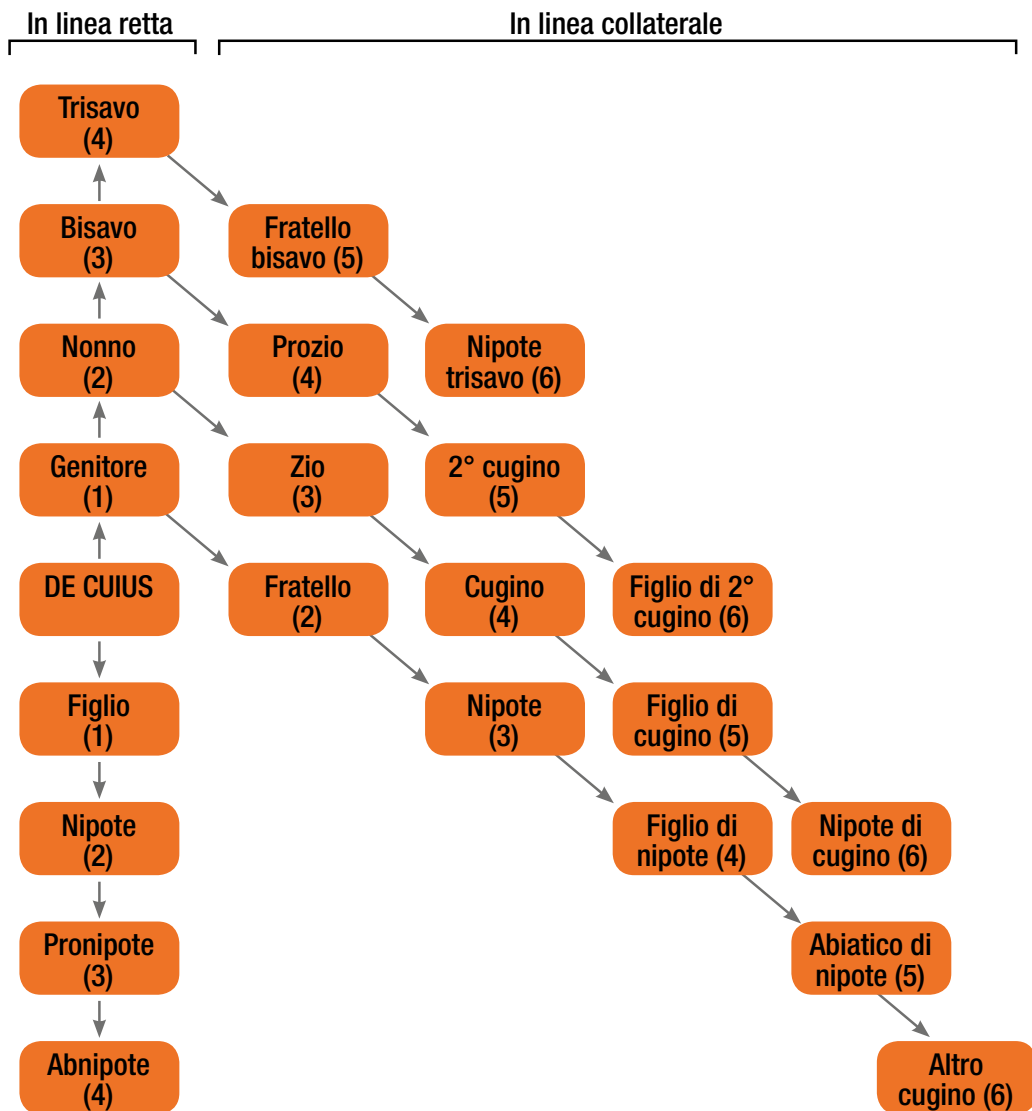 In linea retta
In linea collaterale
Trisavo
(4)
Bisavo
(3)
Fratello
bisavo (5)
Nonno
(2)
Prozio
(4)
Nipote
trisavo (6)
Genitore
(1)
Zio
(3)
2° cugino
(5)
DE CUIUS
Fratello
(2)
Cugino
(4)
Figlio di 2°
cugino (6)
Figlio
(1)
Nipote
(3)
Figlio di
cugino (5)
Nipote
(2)
Figlio di
nipote (4)
Nipote di
cugino (6)
Pronipote
(3)
Abiatico di
nipote (5)
Abnipote
(4)
Altro
cugino (6)